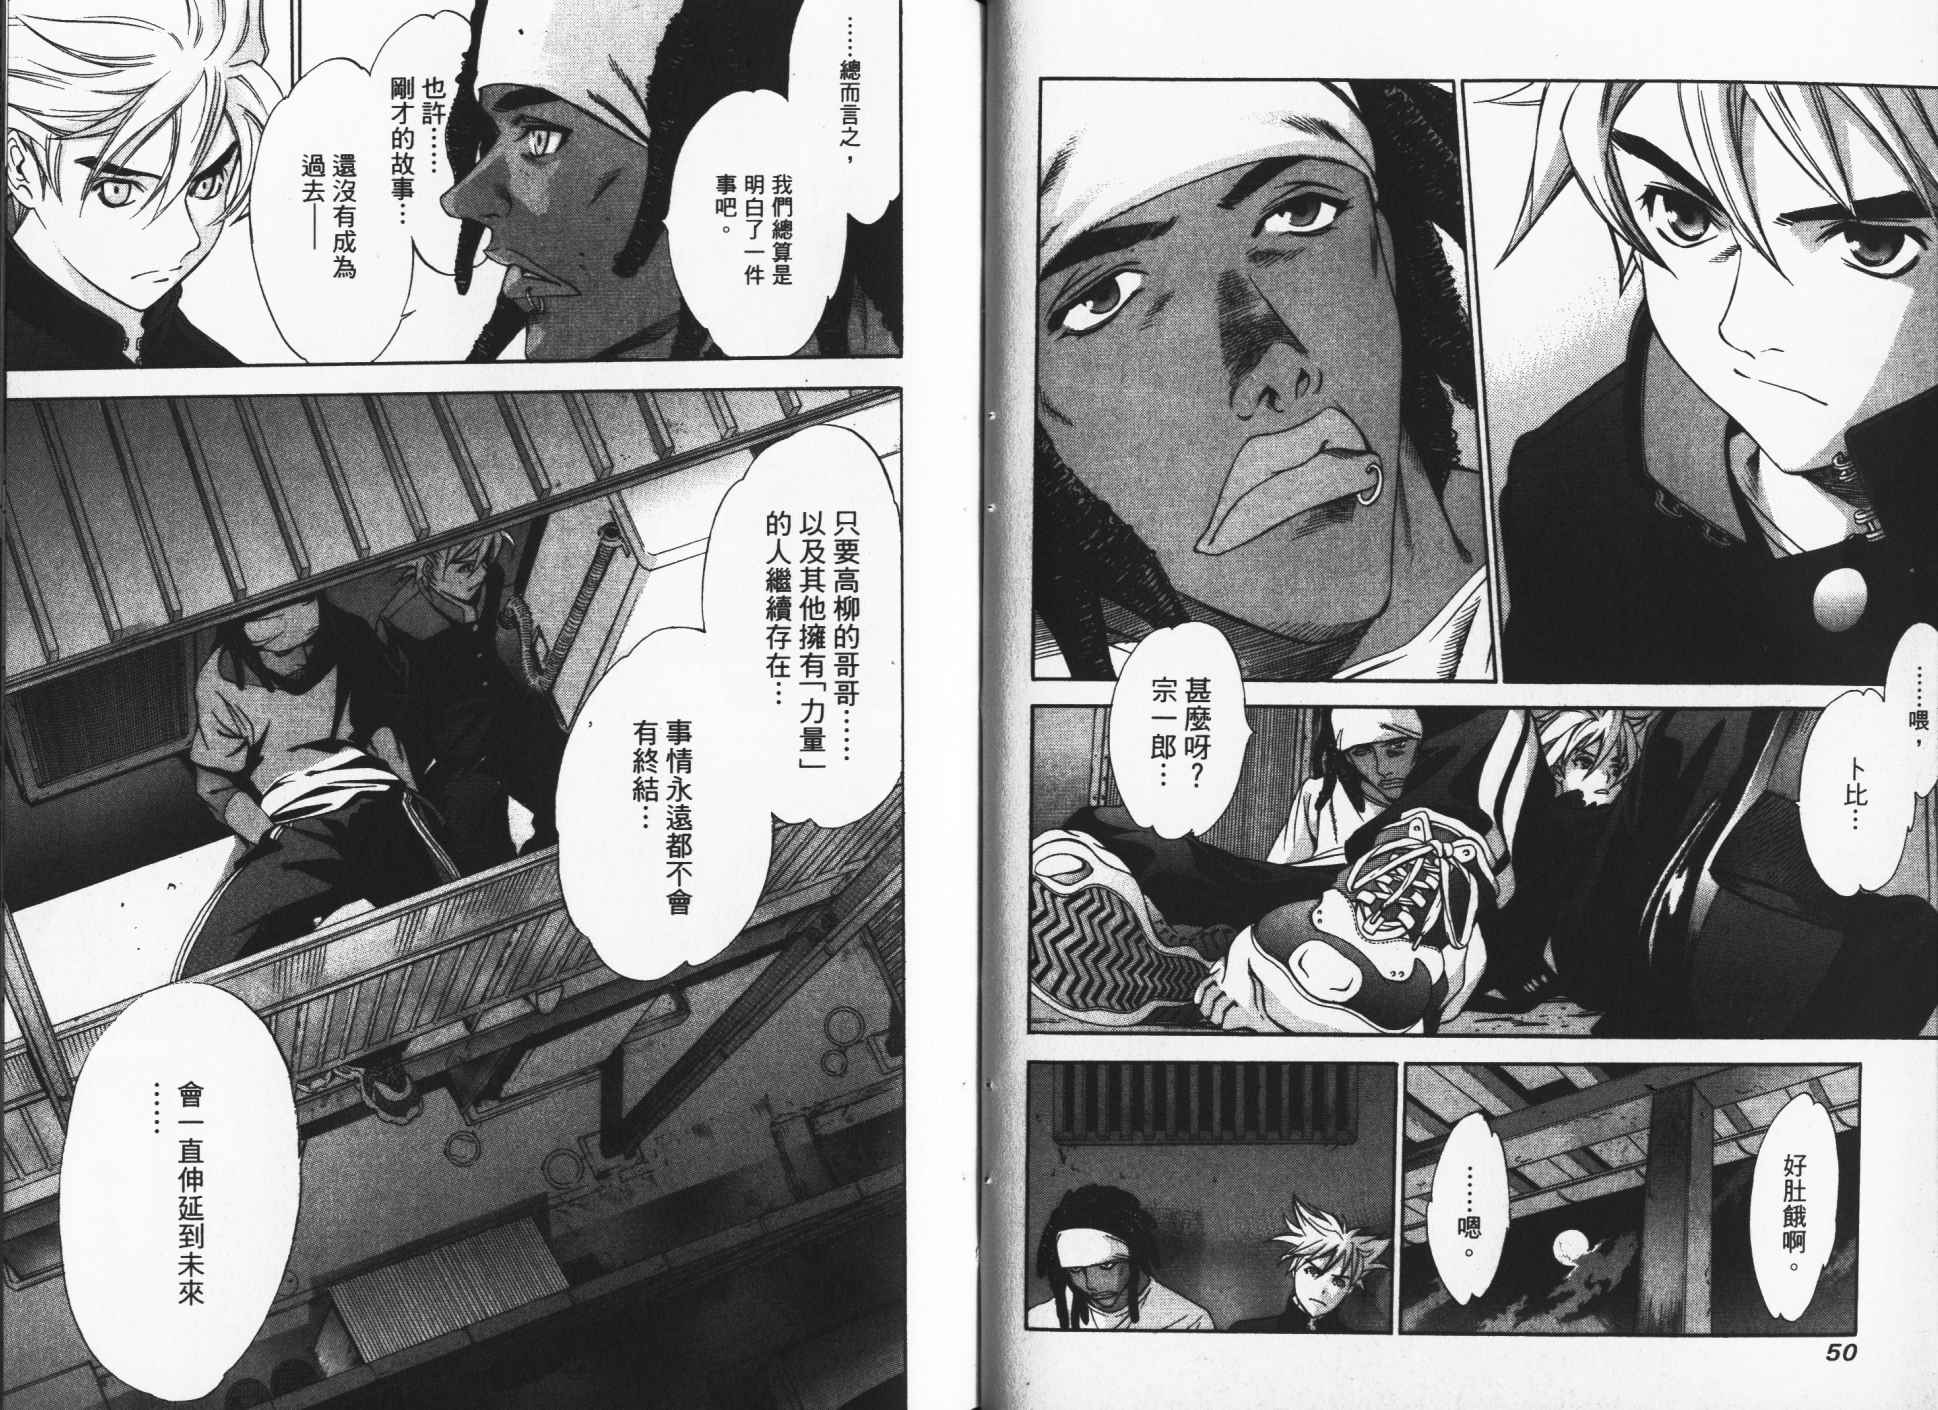 ……喂，
卜比…
甚麼呀？
宗一郎…
好肚餓啊。
……嗯。
50
……總而言之，
我們總算是
明白了一件
事吧。
也許……
剛才的故事…
還沒有成為
過去——
只要高柳的哥哥……
以及其他擁有「力量」
的人繼續存在…
事情永遠都不會
有終結…
會一直伸延到未來
……